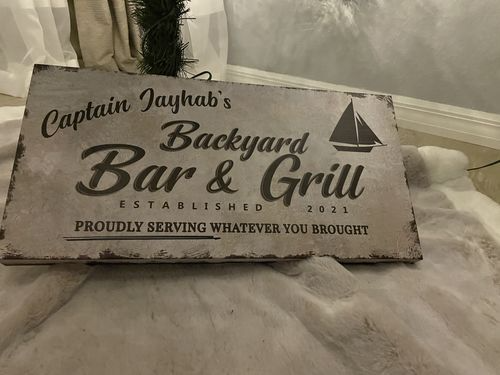 Captain Jayhab's
Backyard
Bar & Grill
ESTABLISHED 2021
PROUDLY SERVING WHATEVER YOU BROUGHT